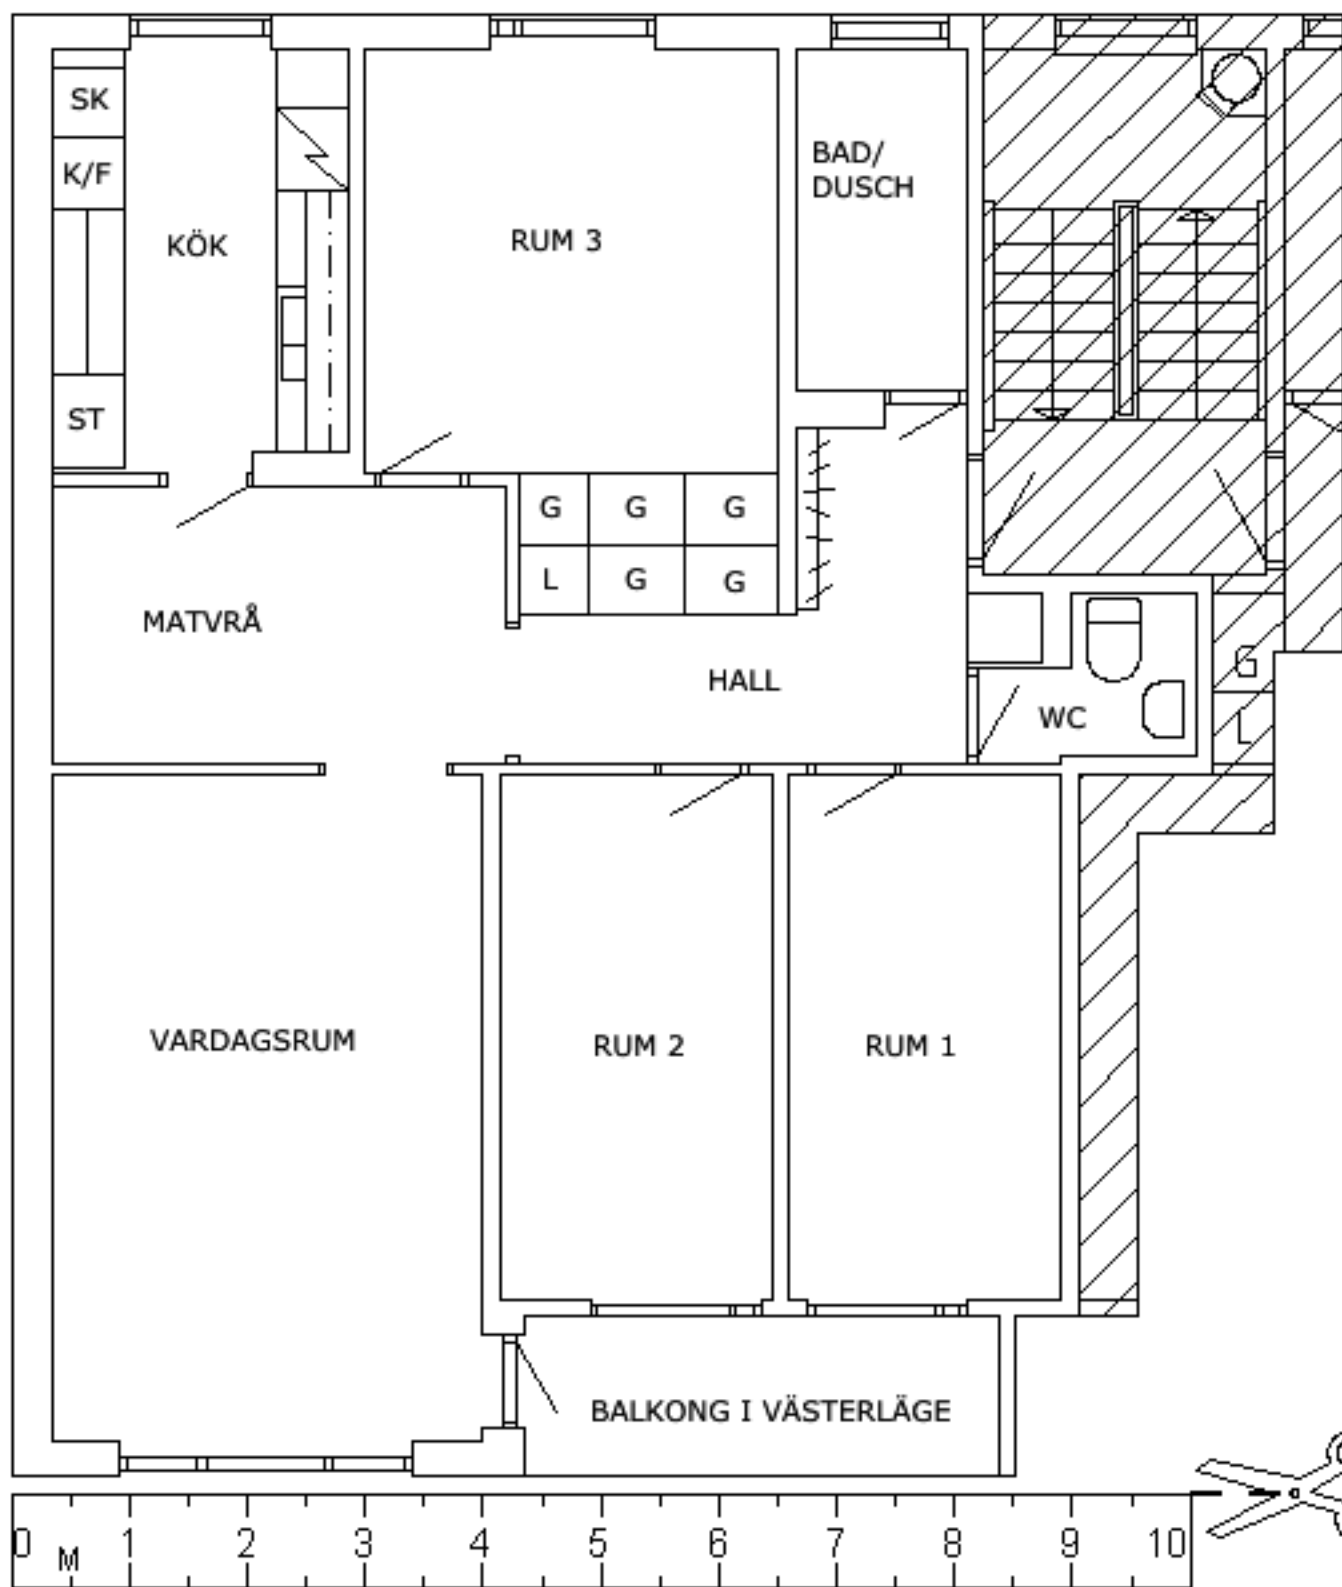 SK
K/F
KÖK
ST
RUM 3
BAD/
DUSCH
G G G
L G G
MATVRÅ
HALL
WC
G
L
VARDAGSRUM
RUM 2
RUM 1
BALKONG I VÄSTERLÄGE
0 M 1 2 3 4 5 6 7 8 9 10